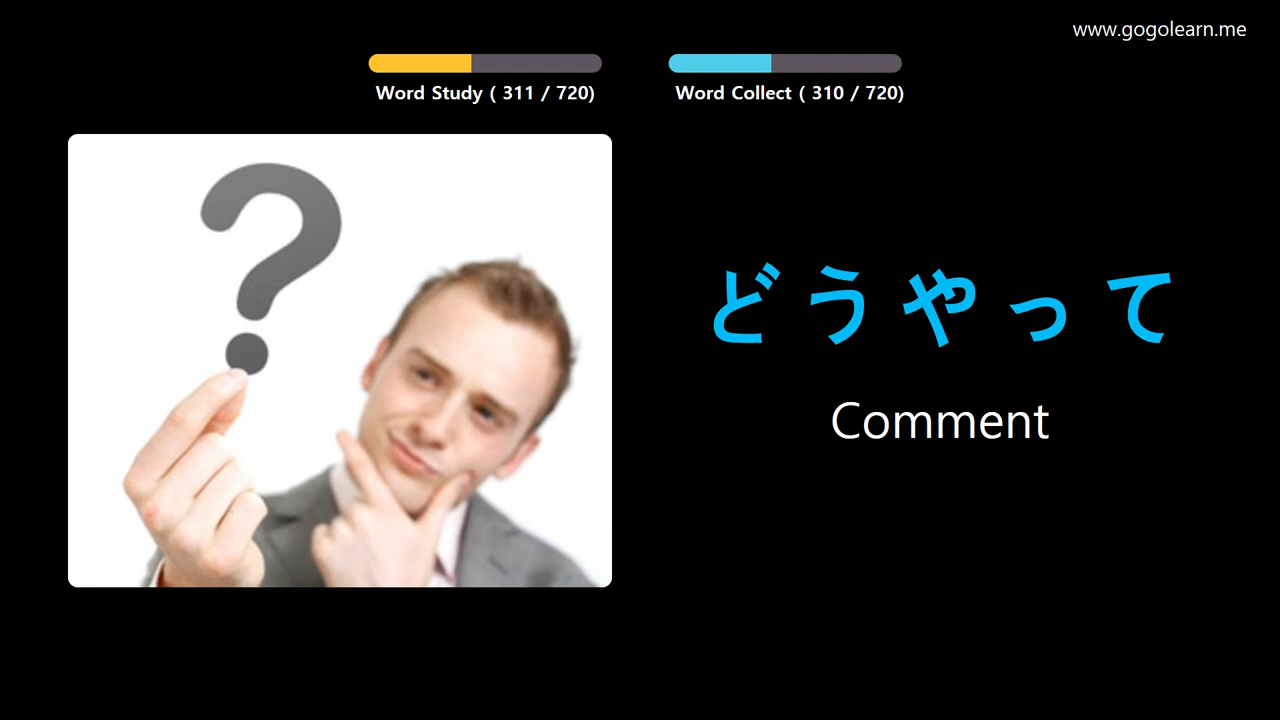 www.gogolearn.me
Word Study ( 311 / 720)
Word Collect ( 310 / 720)
どうやって
Comment